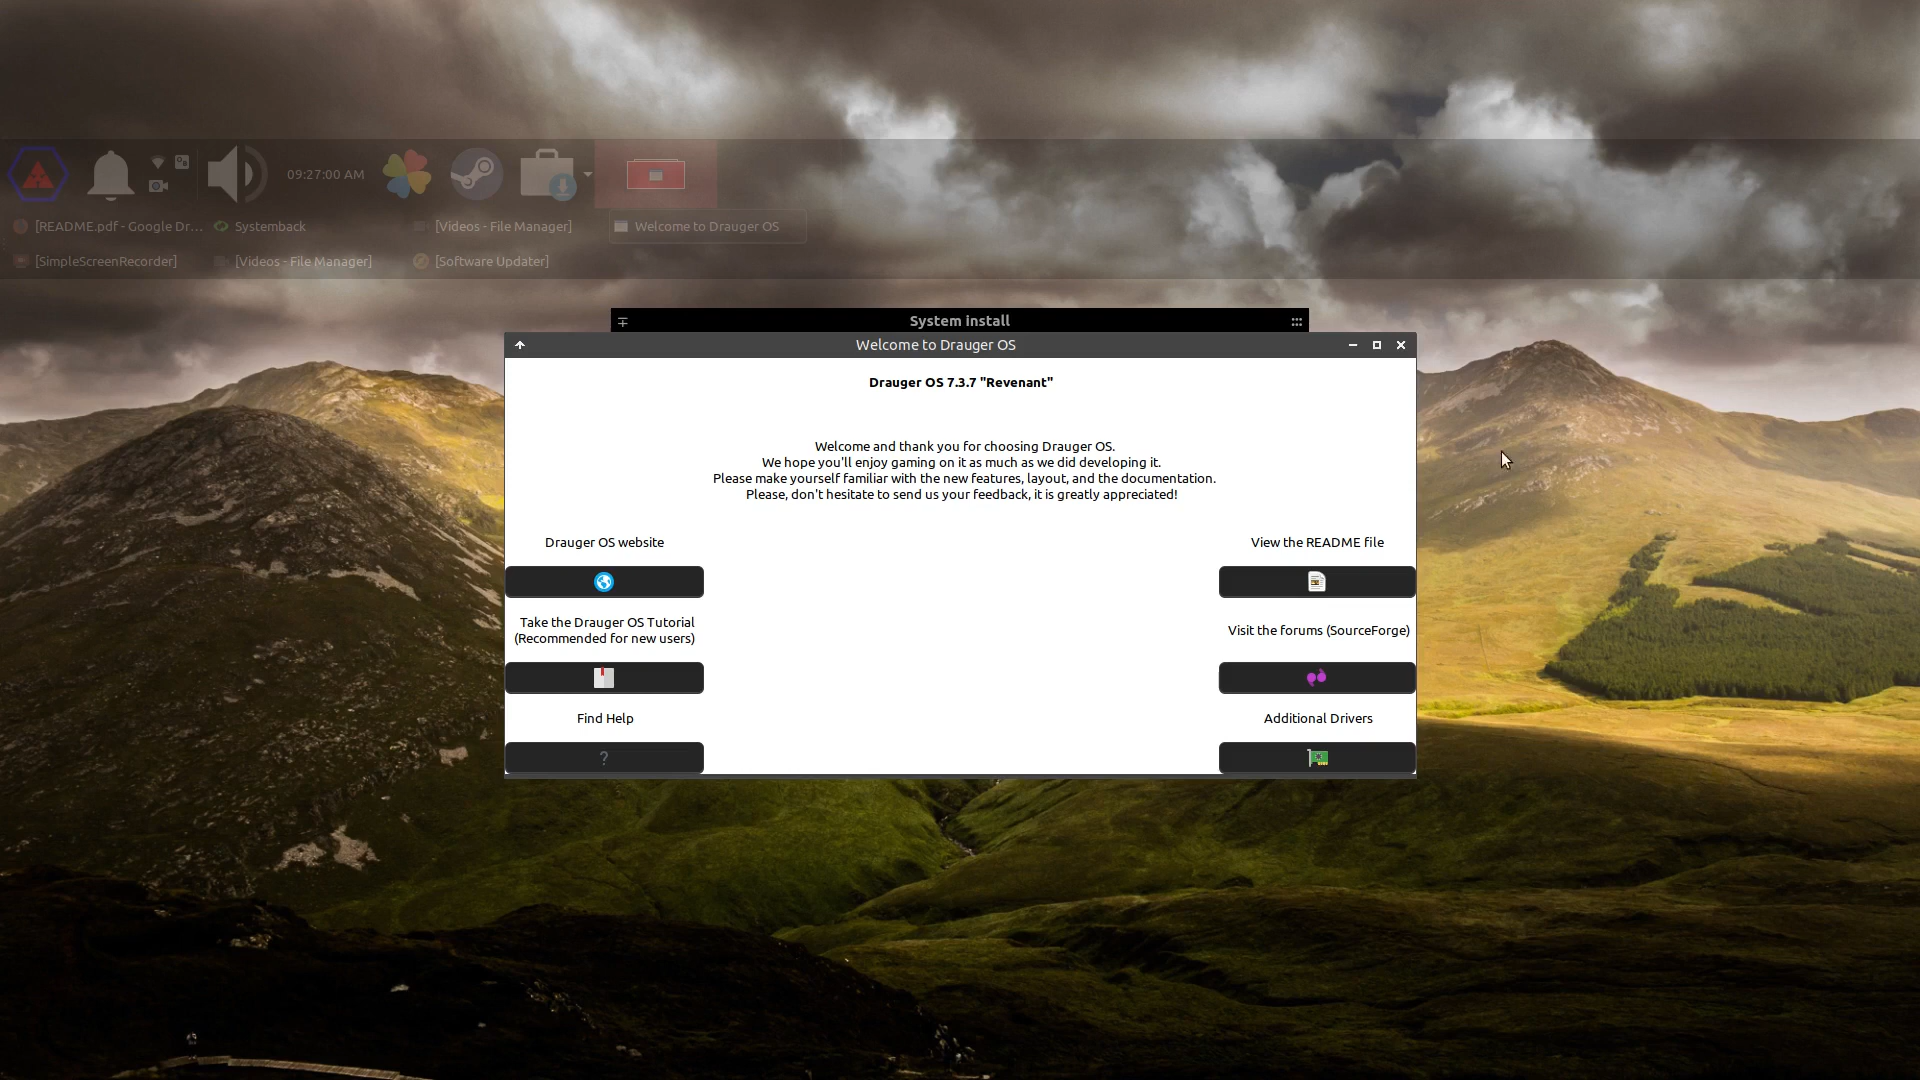 09:27:00 AM
[README.pdf - Google Dr...
Systemback
[Videos - File Manager]
Welcome to Drauger OS
[SimpleScreenRecorder]
[Videos - File Manager]
[Software Updater]
System install
Welcome to Drauger OS
Drauger OS 7.3.7 "Revenant"
Welcome and thank you for choosing Drauger OS.
We hope you'll enjoy gaming on it as much as we did developing it.
Please make yourself familiar with the new features, layout, and the documentation.
Please, don't hesitate to send us your feedback, it is greatly appreciated!
Drauger OS website
View the README file
Take the Drauger OS Tutorial
(Recommended for new users)
Visit the forums (SourceForge)
Find Help
Additional Drivers
?